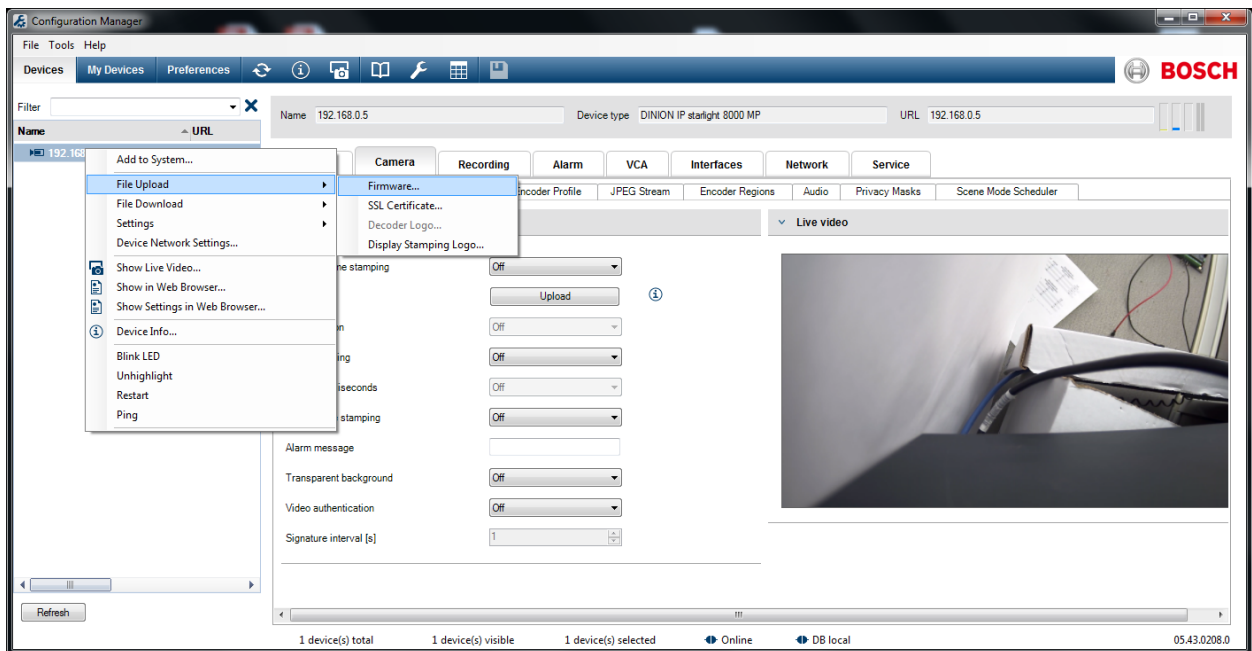 Configuration Manager
File Tools Help
Devices My Devices Preferences
BOSCH
Filter
Name URL
192.168
Name 192.168.0.5 Device type DINION IP starlight 8000 MP URL 192.168.0.5
Camera Recording Alarm VCA Interfaces Network Service
Encoder Profile JPEG Stream Encoder Regions Audio Privacy Masks Scene Mode Scheduler
Add to System...
File Upload
File Download
Settings
Device Network Settings...
Show Live Video...
Show in Web Browser...
Show Settings in Web Browser...
Device Info...
Blink LED
Unhighlight
Restart
Ping
Firmware...
SSL Certificate...
Decoder Logo...
Display Stamping Logo...
Live video
me stamping Off
Upload
on Off
ing Off
iseconds Off
stamping Off
Alarm message
Transparent background Off
Video authentication Off
Signature interval [s] 1
Refresh
1 device(s) total 1 device(s) visible 1 device(s) selected Online DB local 05.43.0208.0